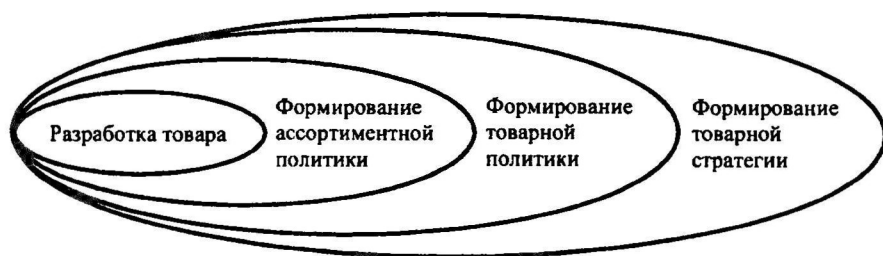 Разработка товара
Формирование
ассортиментной
политики
Формирование
товарной
политики
Формирование
товарной
стратегии